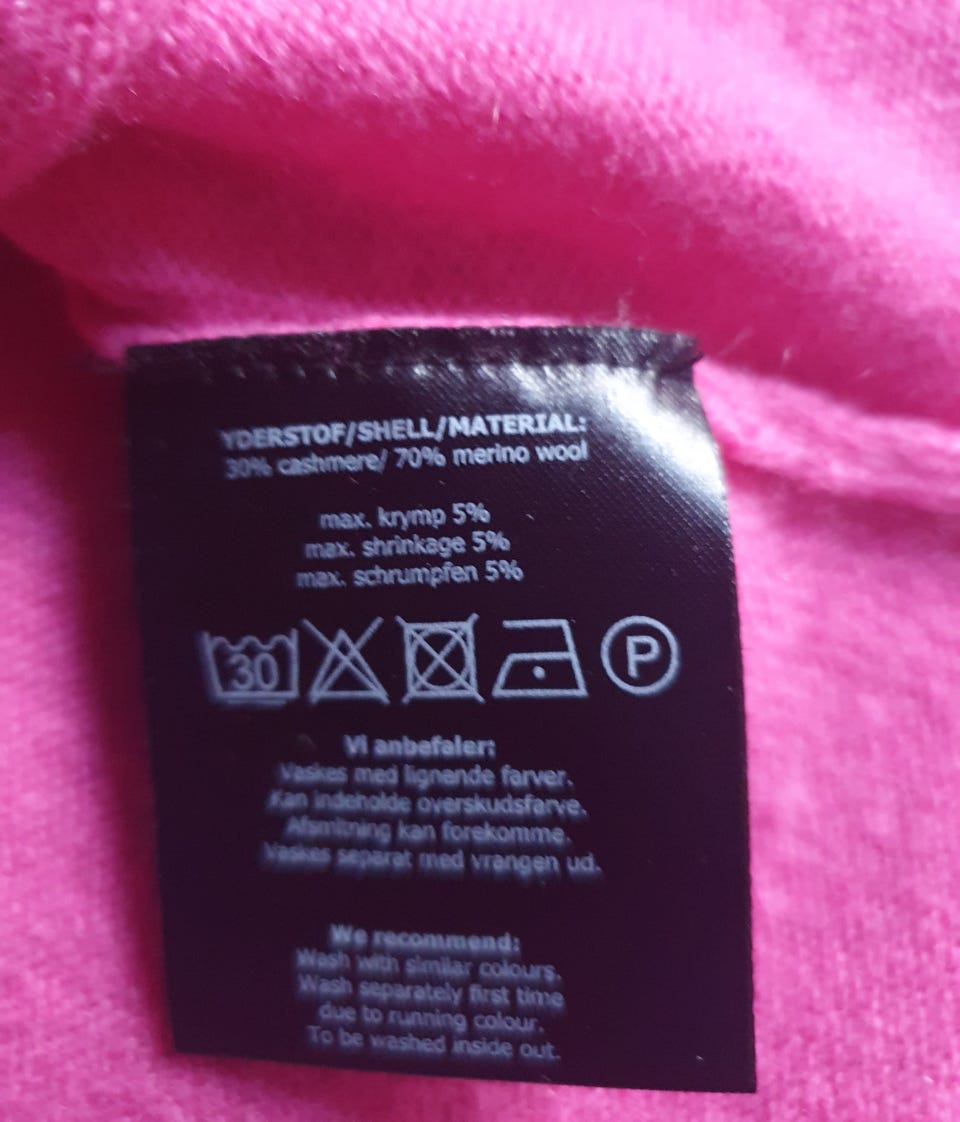 YDERSTOF/SHELL/MATERIAL:
30% cashmere/ 70% merino wool
max. krymp 5%
max. shrinkage 5%
max. schrumpfen 5%
30 P
Vi anbefaler:
Vaskes med lignende farver.
Kan indeholde overskudsfarve.
Afsmitning kan forekomme.
Vaskes separat med vrangen ud.
We recommend:
Wash with similar colours.
Wash separately first time
due to running colour.
To be washed inside out.